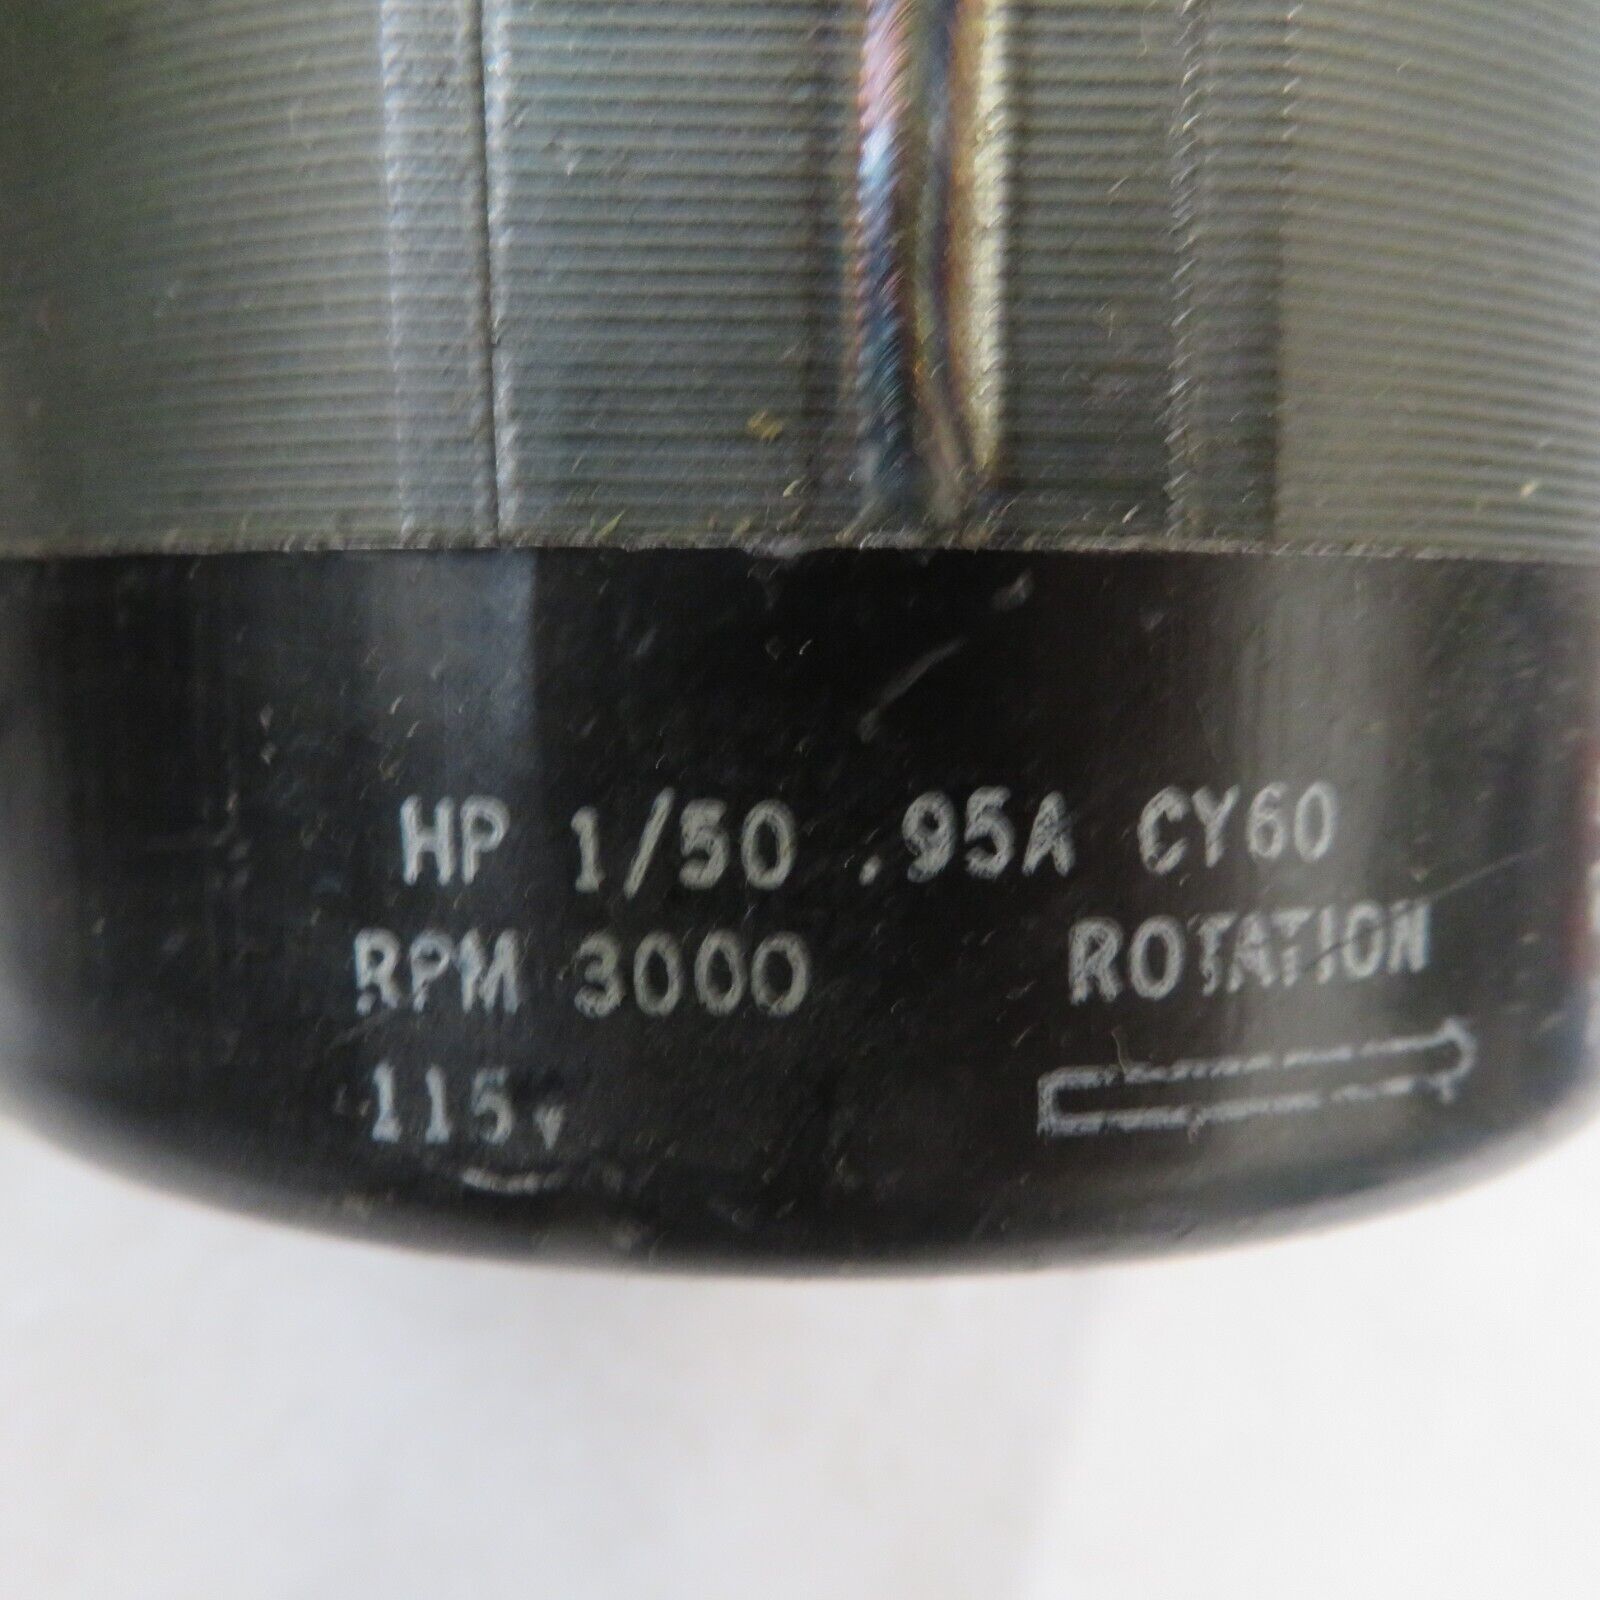 HP 1/50 .95A CY60
RPM 3000 ROTATION
115v